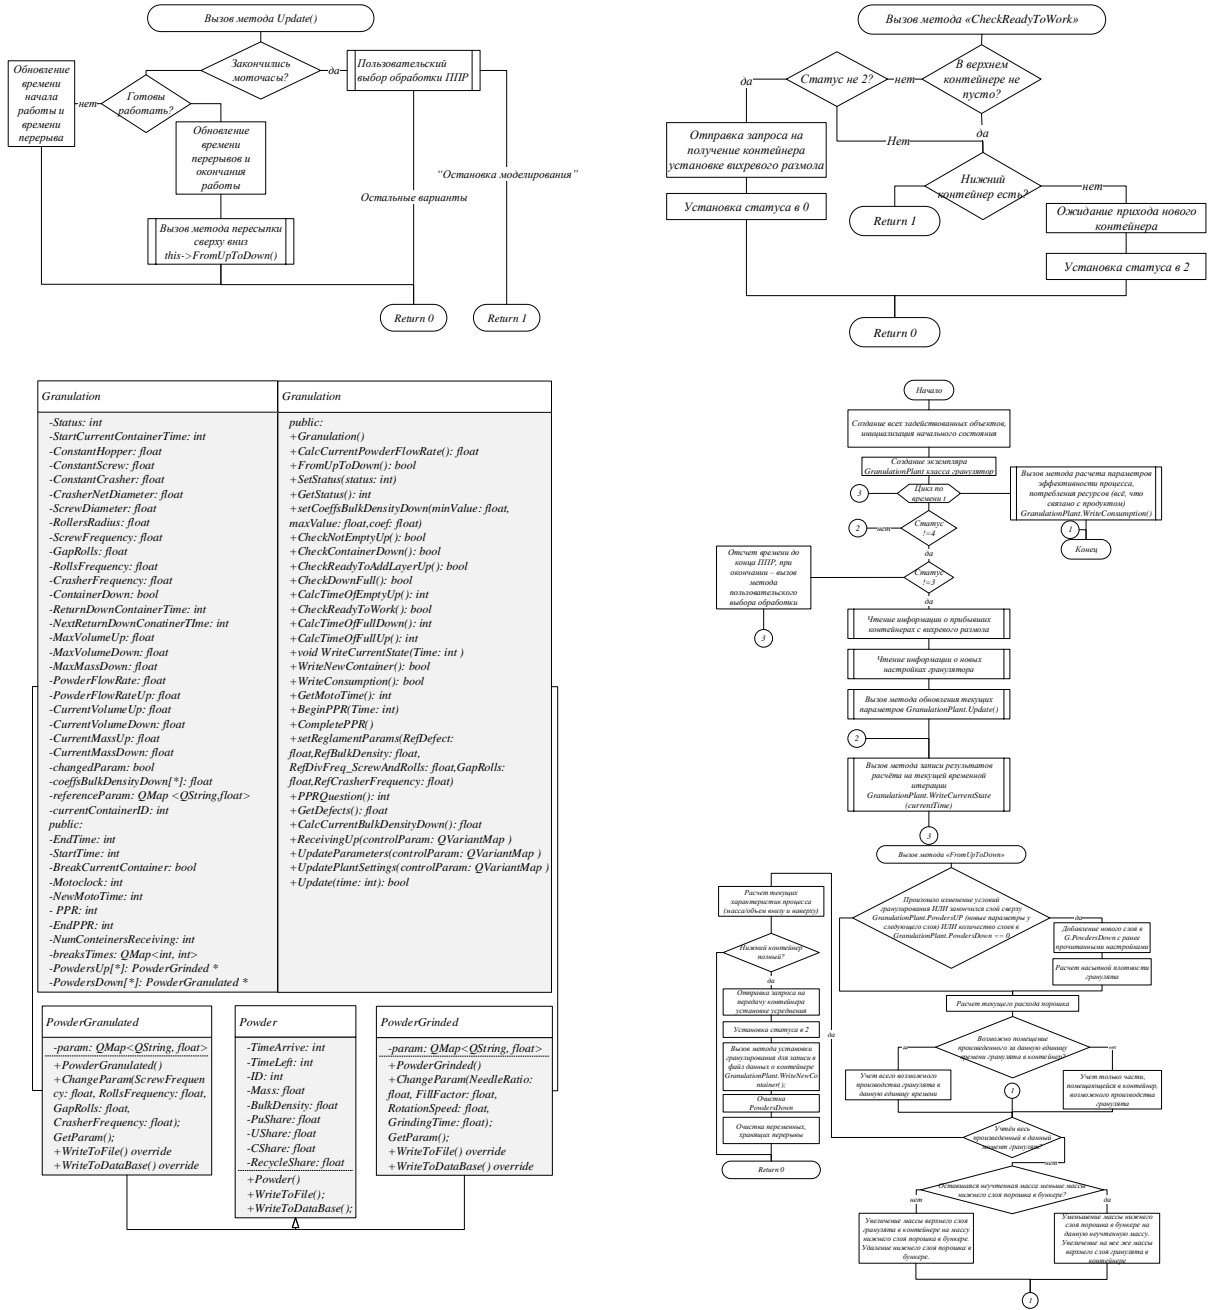 Вызов метода Update()
Закончились
моточасы?
да
Пользовательский
выбор обработки ППР
Обновление
времени
начала
работы и
времени
перерыва
нет
Готовы
работать?
Обновление
времени
перерывов и
окончания
работы
“Остановка моделирования”
Остальные варианты
Вызов метода пересыпки
сверху вниз
this->FromUpToDown()
Return 0
Return 1
Вызов метода «CheckReadyToWork»
В верхнем
контейнере не
пусто?
нет
Статус не 2?
да
да
Нет
Отправка запроса на
получение контейнера
установке вихревого размола
Установка статуса в 0
Нижний
контейнер есть?
нет
Return 1
Ожидание прихода нового
контейнера
Установка статуса в 2
Return 0
Granulation
-Status: int
-StartCurrentContainerTime: int
-ConstantHopper: float
-ConstantScrew: float
-ConstantCrasher: float
-CrasherNetDiameter: float
-ScrewDiameter: float
-RollersRadius: float
-ScrewFrequency: float
-GapRolls: float
-RollsFrequency: float
-CrasherFrequency: float
-ContainerDown: bool
-ReturnDownContainerTime: int
-NextReturnDownConatinerTIme: int
-MaxVolumeUp: float
-MaxVolumeDown: float
-MaxMassDown: float
-PowderFlowRate: float
-PowderFlowRateUp: float
-CurrentVolumeUp: float
-CurrentVolumeDown: float
-CurrentMassUp: float
-CurrentMassDown: float
-changedParam: bool
-coeffsBulkDensityDown[*]: float
-referenceParam: QMap <QString,float>
-currentContainerID: int
public:
-EndTime: int
-StartTime: int
-BreakCurrentContainer: bool
-Motoclock: int
-NewMotoTime: int
- PPR: int
-EndPPR: int
-NumConteinersReceiving: int
-breaksTimes: QMap<int, int>
-PowdersUp[*]: PowderGrinded *
-PowdersDown[*]: PowderGranulated *
Granulation
public:
+Granulation()
+CalcCurrentPowderFlowRate(): float
+FromUpToDown(): bool
+SetStatus(status: int)
+GetStatus(): int
+setCoeffsBulkDensityDown(minValue: float,
maxValue: float,coef: float)
+CheckNotEmptyUp(): bool
+CheckContainerDown(): bool
+CheckReadyToAddLayerUp(): bool
+CheckDownFull(): bool
+CalcTimeOfEmptyUp(): int
+CheckReadyToWork(): bool
+CalcTimeOfFullDown(): int
+CalcTimeOfFullUp(): int
+void WriteCurrentState(Time: int )
+WriteNewContainer(): bool
+WriteConsumption(): bool
+GetMotoTime(): int
+BeginPPR(Time: int)
+CompletePPR()
+setReglamentParams(RefDefect:
float,RefBulkDensity: float,
RefDivFreq_ScrewAndRolls: float,GapRolls:
float,RefCrasherFrequency: float)
+PPRQuestion(): int
+GetDefects(): float
+CalcCurrentBulkDensityDown(): float
+ReceivingUp(controlParam: QVariantMap )
+UpdateParameters(controlParam: QVariantMap )
+UpdatePlantSettings(controlParam: QVariantMap )
+Update(time: int): bool
PowderGranulated
-param: QMap<QString, float>
+PowderGranulated()
+ChangeParam(ScrewFrequen
cy: float, RollsFrequency: float,
GapRolls: float,
CrasherFrequency: float);
GetParam();
+WriteToFile() override
+WriteToDataBase() override
Powder
-TimeArrive: int
-TimeLeft: int
-ID: int
-Mass: float
-BulkDensity: float
-PuShare: float
-UShare: float
-CShare: float
-RecycleShare: float
+Powder()
+WriteToFile();
+WriteToDataBase();
PowderGrinded
-param: QMap<QString, float>
+PowderGrinded()
+ChangeParam(NeedleRatio:
float, FillFactor: float,
RotationSpeed: float,
GrindingTime: float);
GetParam();
+WriteToFile() override
+WriteToDataBase() override
Начало
Создание всех задействованных объектов,
инициализация начального состояния
Создание экземпляра
GranulationPlant класса гранулятор
3
Цикл по
времени t
Вызов метода расчета параметров
эффективности процесса,
потребления ресурсов (всё, что
связано с продуктом)
GranulationPlant.WriteConsumption()
1
Конец
2
нет
Статус
!=4
да
Отсчет времени до
конца ППР, при
окончании – вызов
метода
пользовательского
выбора обработки
Статус
!=3
да
3
Чтение информации о прибывших
контейнерах с вихревого размола
Чтение информации о новых
настройках гранулятора
Вызов метода обновления текущих
параметров GranulationPlant.Update()
2
Вызов метода записи результатов
расчёта на текущей временной
итерации
GranulationPlant.WriteCurrentState
(currentTime)
3
Вызов метода «FromUpToDown»
Произошло изменение условий
гранулирования ИЛИ закончился слой сверху
GranulationPlant.PowdersUP (новые параметры у
следующего слоя) ИЛИ количество слоев в
GranulationPlant.PowdersDown == 0
да
Добавление нового слоя в
G.PowdersDown с ранее
прочитанными настройками
Расчет насыпной плотности
гранулята
Расчет текущего расхода порошка
Возможно помещение
произведенного за данную единицу
времени гранулята в контейнер?
да
нет
Учет всего возможного
производства гранулята в
данную единицу времени
Учет только части,
помещающейся в контейнер,
возможного производства
гранулята
1
Учтён весь
произведенный в данный
момент гранулят?
да
нет
Оставшаяся неучтенная масса меньше массы
нижнего слоя порошка в бункере?
нет
да
Увеличение массы верхнего слоя
гранулята в контейнере на массу
нижнего слоя порошка в бункере.
Удаление нижнего слоя порошка в
бункере.
Уменьшение массы нижнего
слоя порошка в бункере на
данную неучтенную массу.
Увеличение на нее же массы
верхнего слоя гранулята в
контейнере
1
Расчет текущих
характеристик процесса
(масса/объем внизу и наверху)
Нижний контейнер
полный?
да
Отправка запроса на
передачу контейнера
установке усреднения
Установка статуса в 2
Вызов метода установки
гранулирования для записи в
файл данных о контейнере
GranulationPlant.WriteNewCo
ntainer();
Очистка
PowdersDown
Очистка переменных,
хранящих перерывы
Return 0